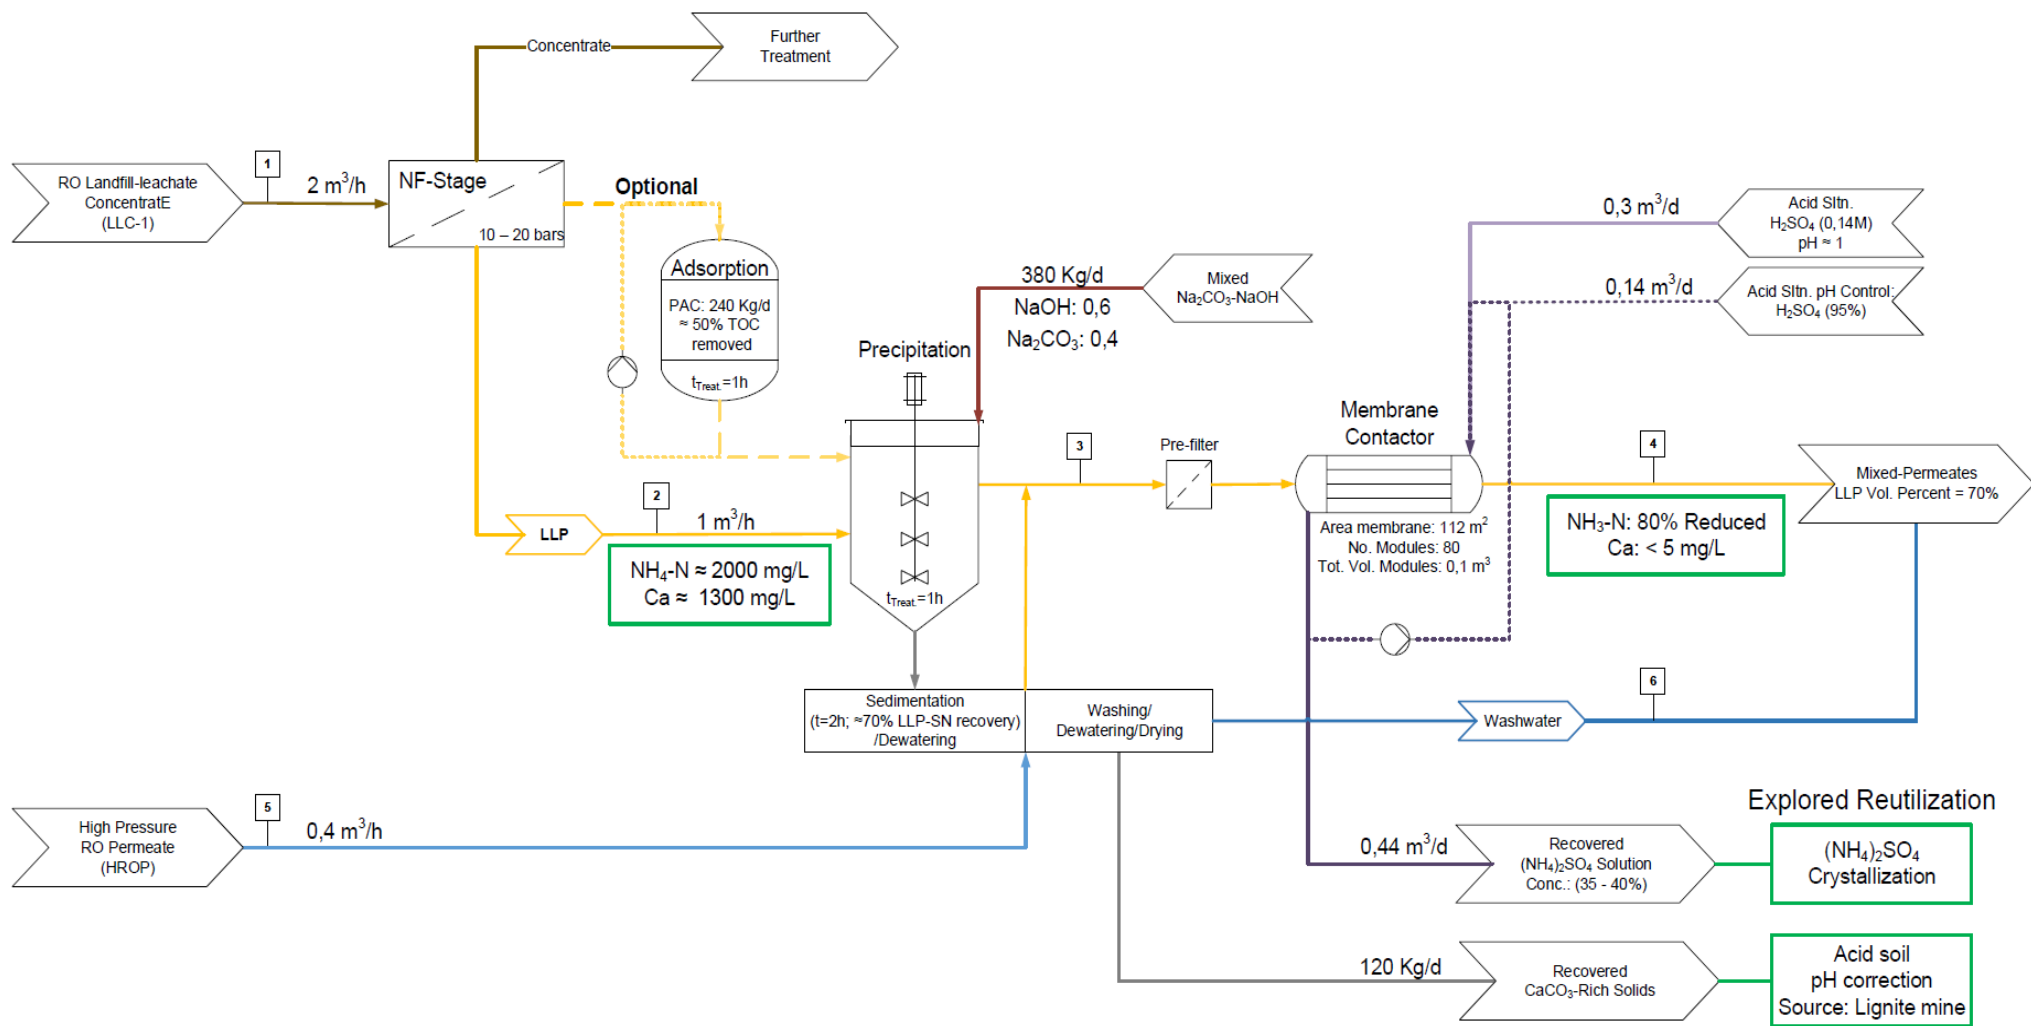 Concentrate
Further
Treatment
RO Landfill-leachate
ConcentratE
(LLC-1)
1
2 m³/h
NF-Stage
10 – 20 bars
Optional
Adsorption
PAC: 240 Kg/d
≈ 50% TOC
removed
tTreat.=1h
LLP
2
1 m³/h
NH₄-N ≈ 2000 mg/L
Ca ≈ 1300 mg/L
Precipitation
tTreat.=1h
380 Kg/d
NaOH: 0,6
Na₂CO₃: 0,4
Mixed
Na₂CO₃-NaOH
3
Pre-filter
Membrane
Contactor
Area membrane: 112 m²
No. Modules: 80
Tot. Vol. Modules: 0,1 m³
0,3 m³/d
Acid Sltn.
H₂SO₄ (0,14M)
pH ≈ 1
0,14 m³/d
Acid Sltn. pH Control:
H₂SO₄ (95%)
4
NH₃-N: 80% Reduced
Ca: < 5 mg/L
Mixed-Permeates
LLP Vol. Percent = 70%
Sedimentation
(t=2h; ≈70% LLP-SN recovery)
/Dewatering
Washing/
Dewatering/Drying
Washwater
6
High Pressure
RO Permeate
(HROP)
5
0,4 m³/h
0,44 m³/d
Recovered
(NH₄)₂SO₄ Solution
Conc.: (35 - 40%)
Explored Reutilization
(NH₄)₂SO₄
Crystallization
120 Kg/d
Recovered
CaCO₃-Rich Solids
Acid soil
pH correction
Source: Lignite mine